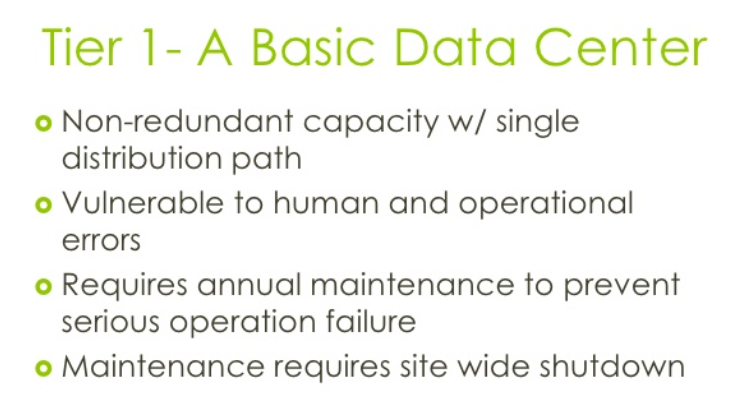 Tier 1- A Basic Data Center
Non-redundant capacity w/ single
distribution path
Vulnerable to human and operational
errors
Requires annual maintenance to prevent
serious operation failure
Maintenance requires site wide shutdown